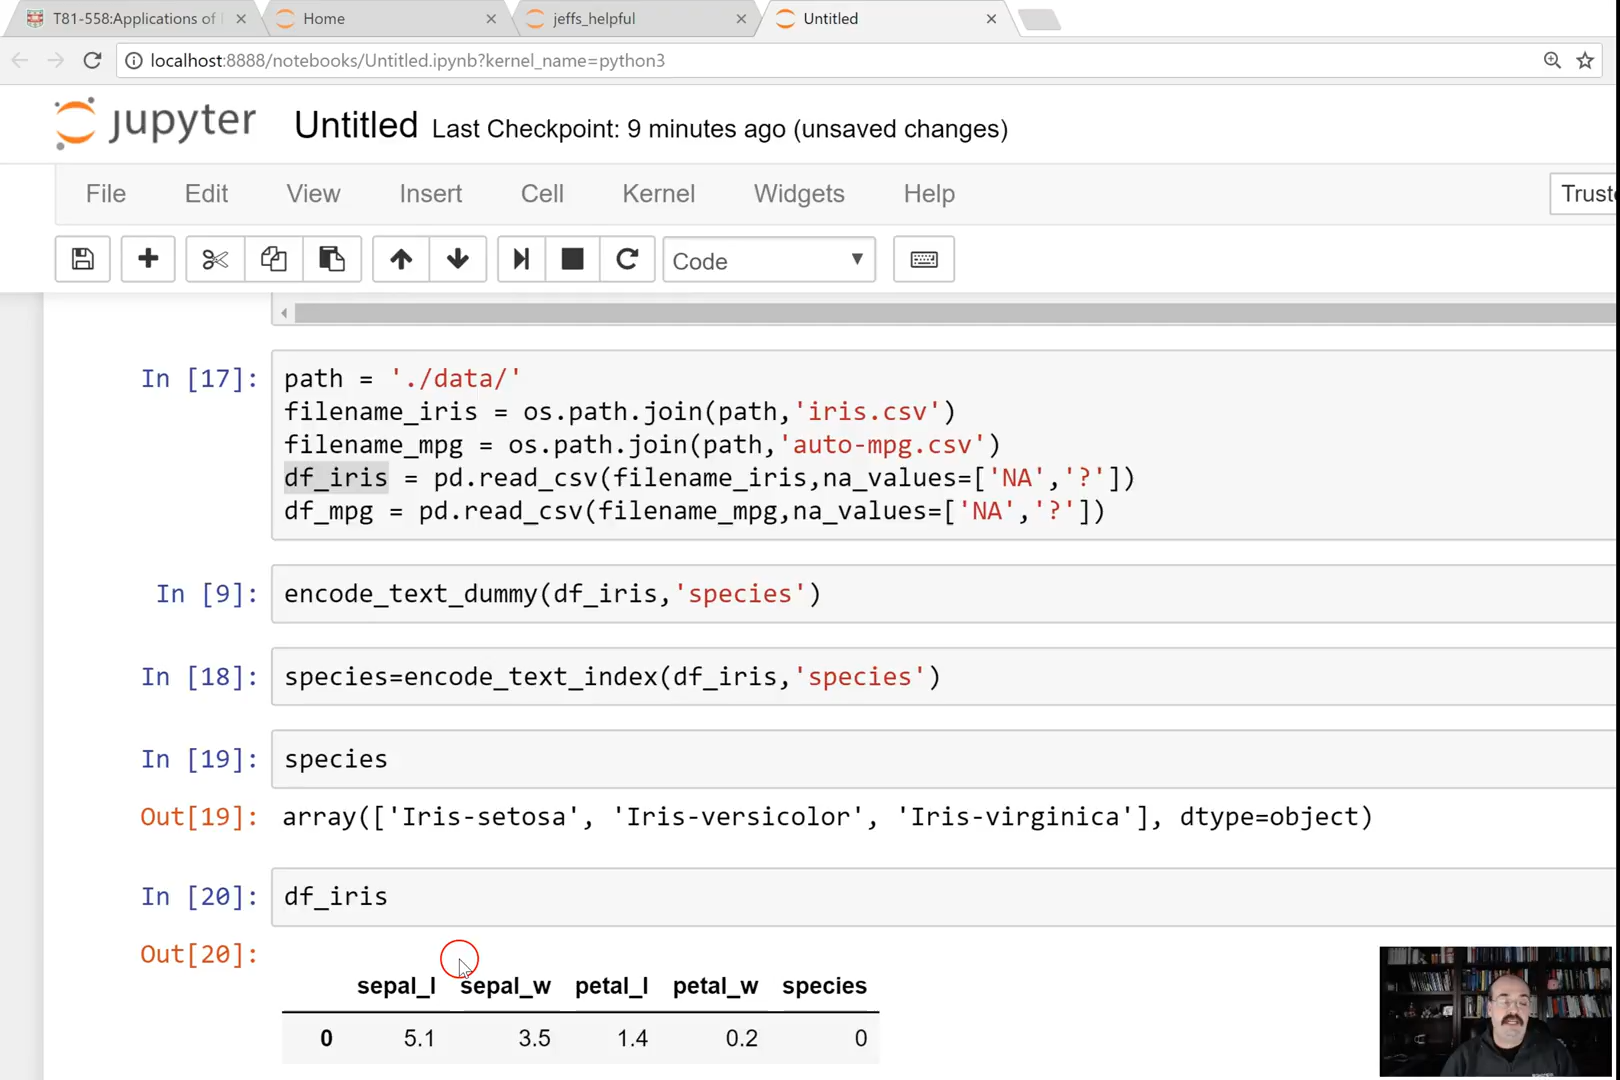 T81-558:Applications of
Home
jeffs_helpful
Untitled
localhost:8888/notebooks/Untitled.ipynb?kernel_name=python3
jupyter Untitled Last Checkpoint: 9 minutes ago (unsaved changes)
File Edit View Insert Cell Kernel Widgets Help
Code
In [17]: path = './data/'
filename_iris = os.path.join(path,'iris.csv')
filename_mpg = os.path.join(path,'auto-mpg.csv')
df_iris = pd.read_csv(filename_iris,na_values=['NA','?'])
df_mpg = pd.read_csv(filename_mpg,na_values=['NA','?'])
In [9]: encode_text_dummy(df_iris,'species')
In [18]: species=encode_text_index(df_iris,'species')
In [19]: species
Out[19]: array(['Iris-setosa', 'Iris-versicolor', 'Iris-virginica'], dtype=object)
In [20]: df_iris
Out[20]:
sepal_l sepal_w petal_l petal_w species
0 5.1 3.5 1.4 0.2 0